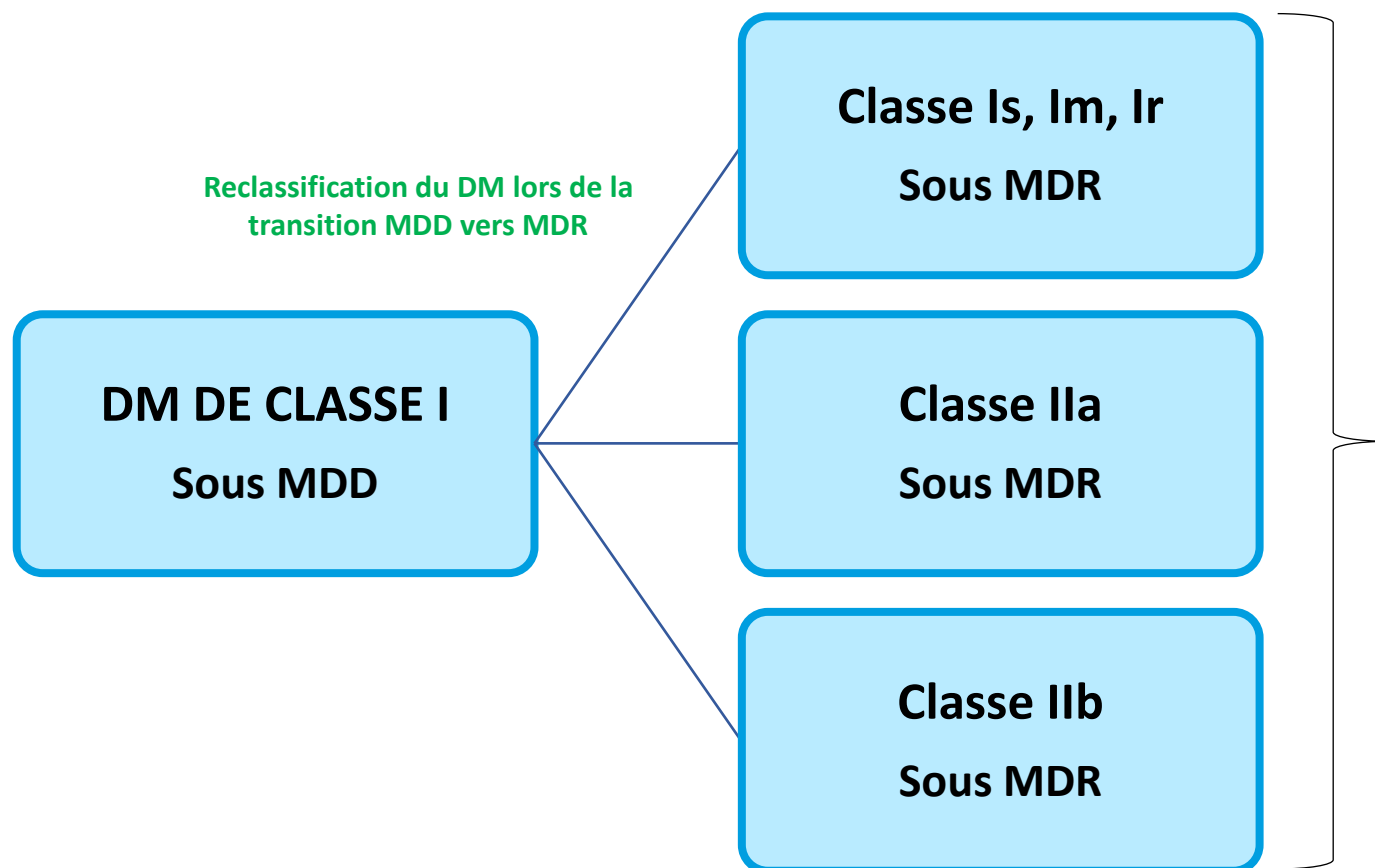 Classe Is, Im, Ir
Sous MDR
Reclassification du DM lors de la
transition MDD vers MDR
DM DE CLASSE I
Sous MDD
Classe IIa
Sous MDR
Classe IIb
Sous MDR